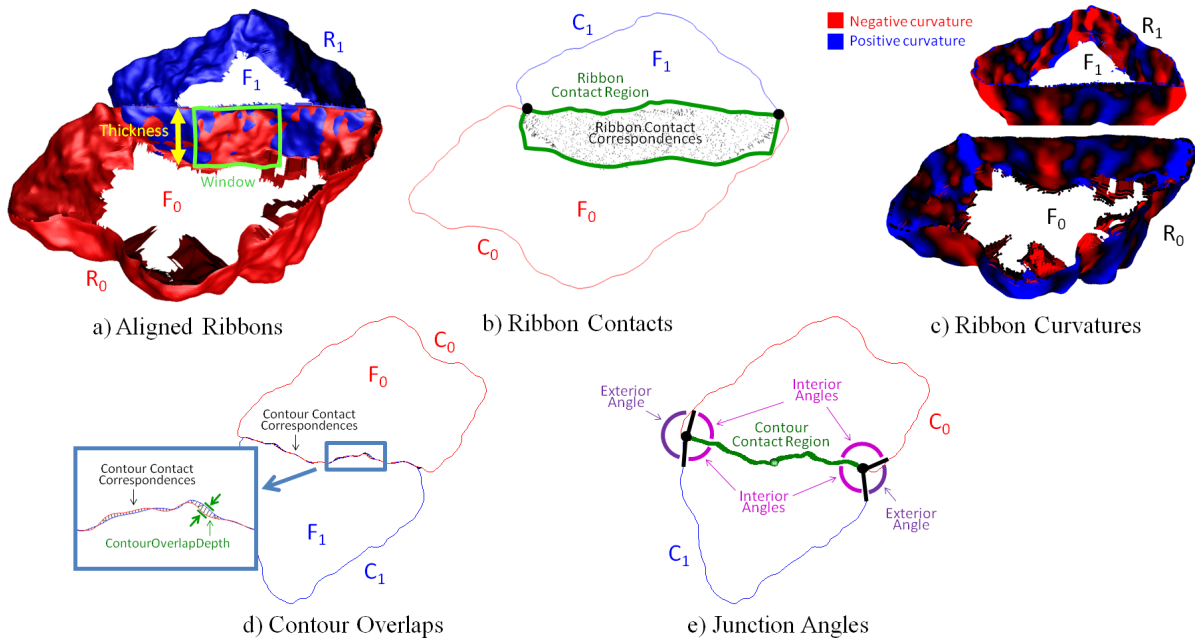 R1
F1
Thickness
Window
F0
R0
a) Aligned Ribbons
C1
F1
Ribbon
Contact Region
Ribbon Contact
Correspondences
F0
C0
b) Ribbon Contacts
Negative curvature
Positive curvature
R1
F1
F0
R0
c) Ribbon Curvatures
C0
F0
Contour Contact
Correspondences
Contour Contact
Correspondences
ContourOverlapDepth
F1
C1
d) Contour Overlaps
Exterior
Angle
Interior
Angles
Contour
Contact Region
C0
Interior
Angles
Exterior
Angle
C1
e) Junction Angles